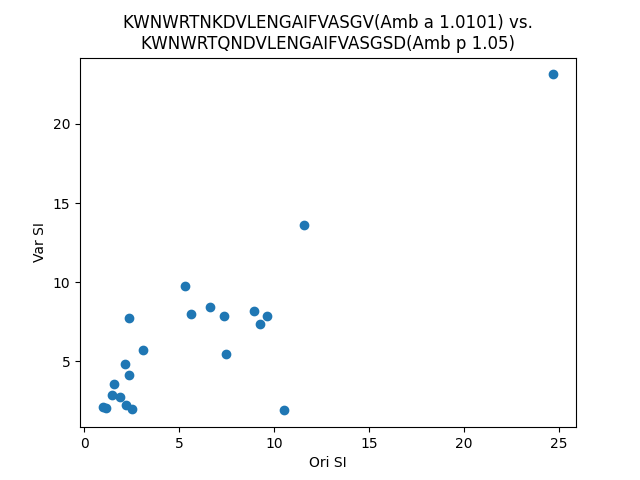 KWNWRTNKDVLENGAIFVASGV(Amb a 1.0101) vs.
KWNWRTQNDVLENGAIFVASGSD(Amb p 1.05)
20
15
10
5
Var SI
0 5 10 15 20 25
Ori SI